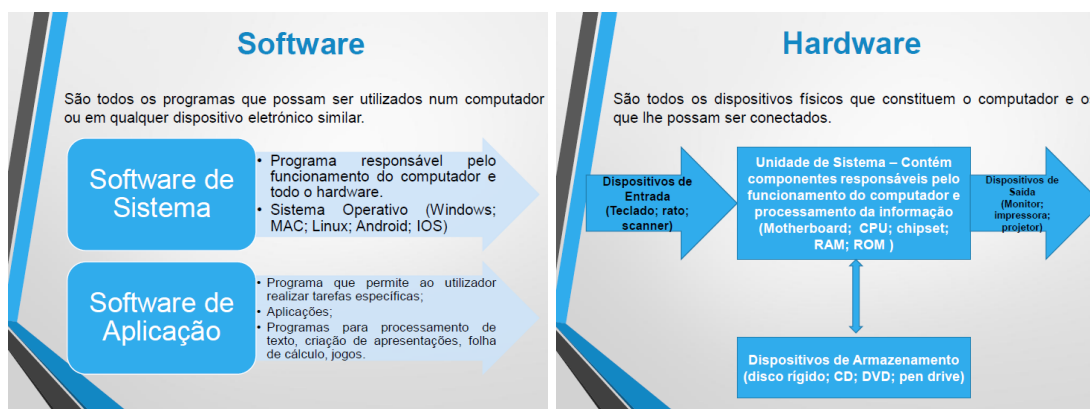 Software
São todos os programas que possam ser utilizados num computador
ou em qualquer dispositivo eletrónico similar.
Software de
Sistema
• Programa responsável pelo
funcionamento do computador e
todo o hardware.
• Sistema Operativo (Windows;
MAC; Linux; Android; IOS)
Software de
Aplicação
• Programa que permite ao utilizador
realizar tarefas específicas;
• Aplicações;
• Programas para processamento de
texto, criação de apresentações, folha
de cálculo, jogos.
Hardware
São todos os dispositivos físicos que constituem o computador e o
que lhe possam ser conectados.
Dispositivos de
Entrada
(Teclado; rato;
scanner)
Unidade de Sistema – Contém
componentes responsáveis pelo
funcionamento do computador e
processamento da informação
(Motherboard; CPU; chipset;
RAM; ROM )
Dispositivos de
Saída
(Monitor;
impressora;
projetor)
Dispositivos de Armazenamento
(disco rígido; CD; DVD; pen drive)